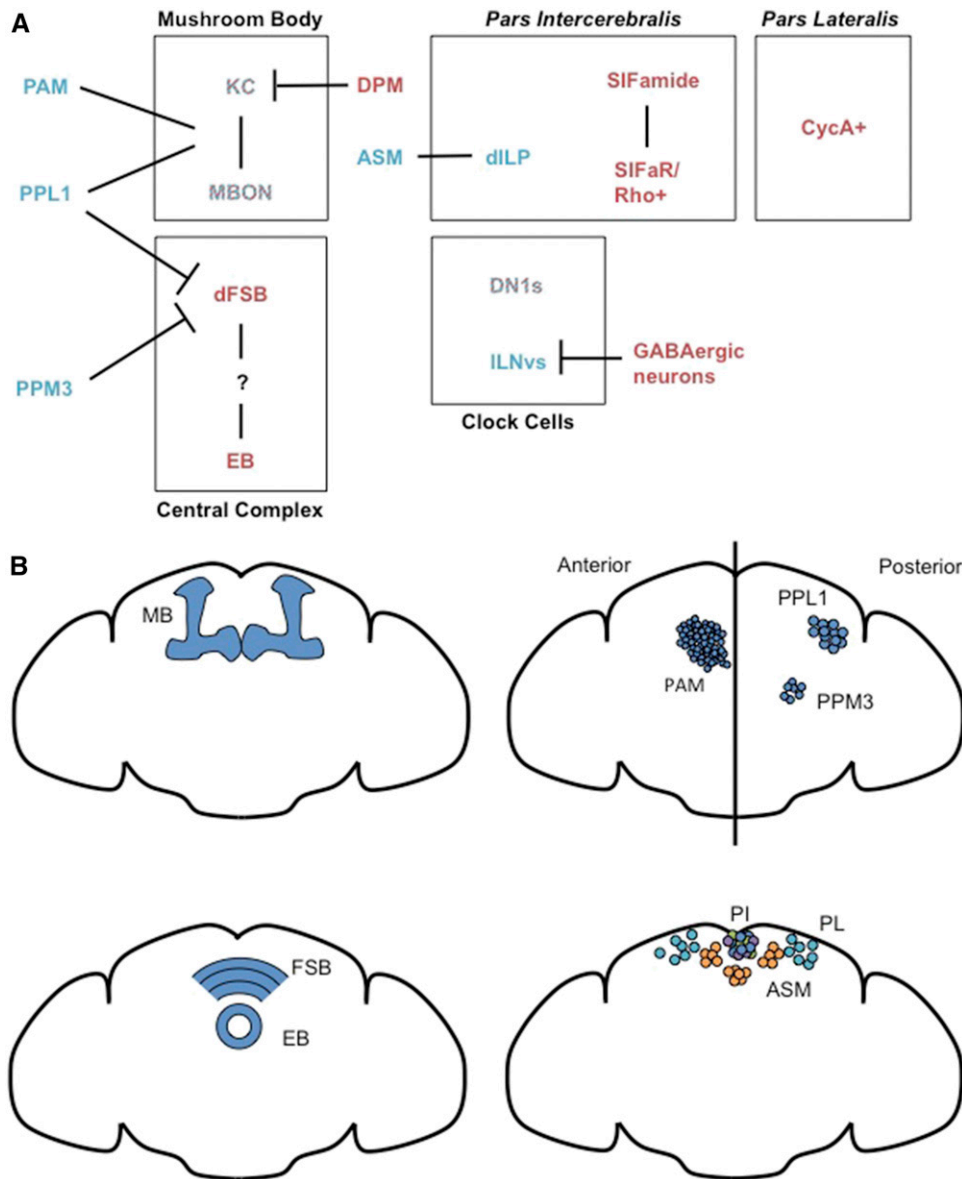 A
Mushroom Body
Pars Intercerebralis
Pars Lateralis
PAM
KC
DPM
SIFamide
CycA+
ASM
dILP
PPL1
MBON
SIFaR/
Rho+
dFSB
DN1s
?
lLNvs
GABAergic
neurons
PPM3
Clock Cells
EB
Central Complex
B
MB
Anterior
Posterior
PPL1
PAM
PPM3
FSB
EB
PI
PL
ASM